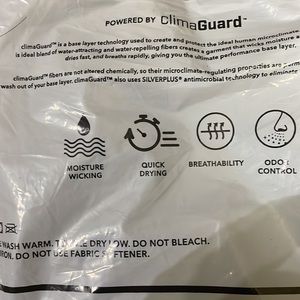 POWERED BY ClimaGuard™
climaGuard™ is a base layer technology used to create and protect the ideal human microclimate
is ideal blend of water-attracting and water-repelling fibers creates a garment that wicks moisture a
dries fast, and breathes rapidly, giving you the ultimate performance base layer.
climaGuard™ fibers are not altered chemically, so their microclimate-regulating properties are perma
wash out of your base layer. climaGuard™ also uses SILVERPLUS® antimicrobial technology to eliminate
MOISTURE WICKING
QUICK DRYING
BREATHABILITY
ODO CONTROL
E WASH WARM. DRY LOW. DO NOT BLEACH.
RON. DO NOT USE FABRIC SOFTENER.